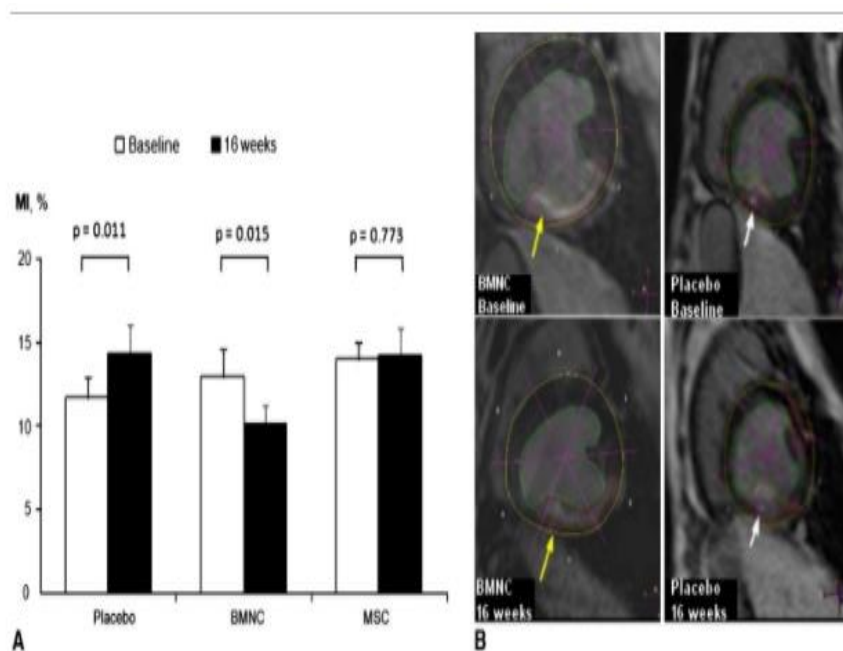 Baseline 16 weeks
MI, %
p = 0.011 p = 0.015 p = 0.773
20
15
10
5
0
Placebo BMNC MSC
A
BMNC
Baseline
Placebo
Baseline
BMNC
16 weeks
Placebo
16 weeks
B